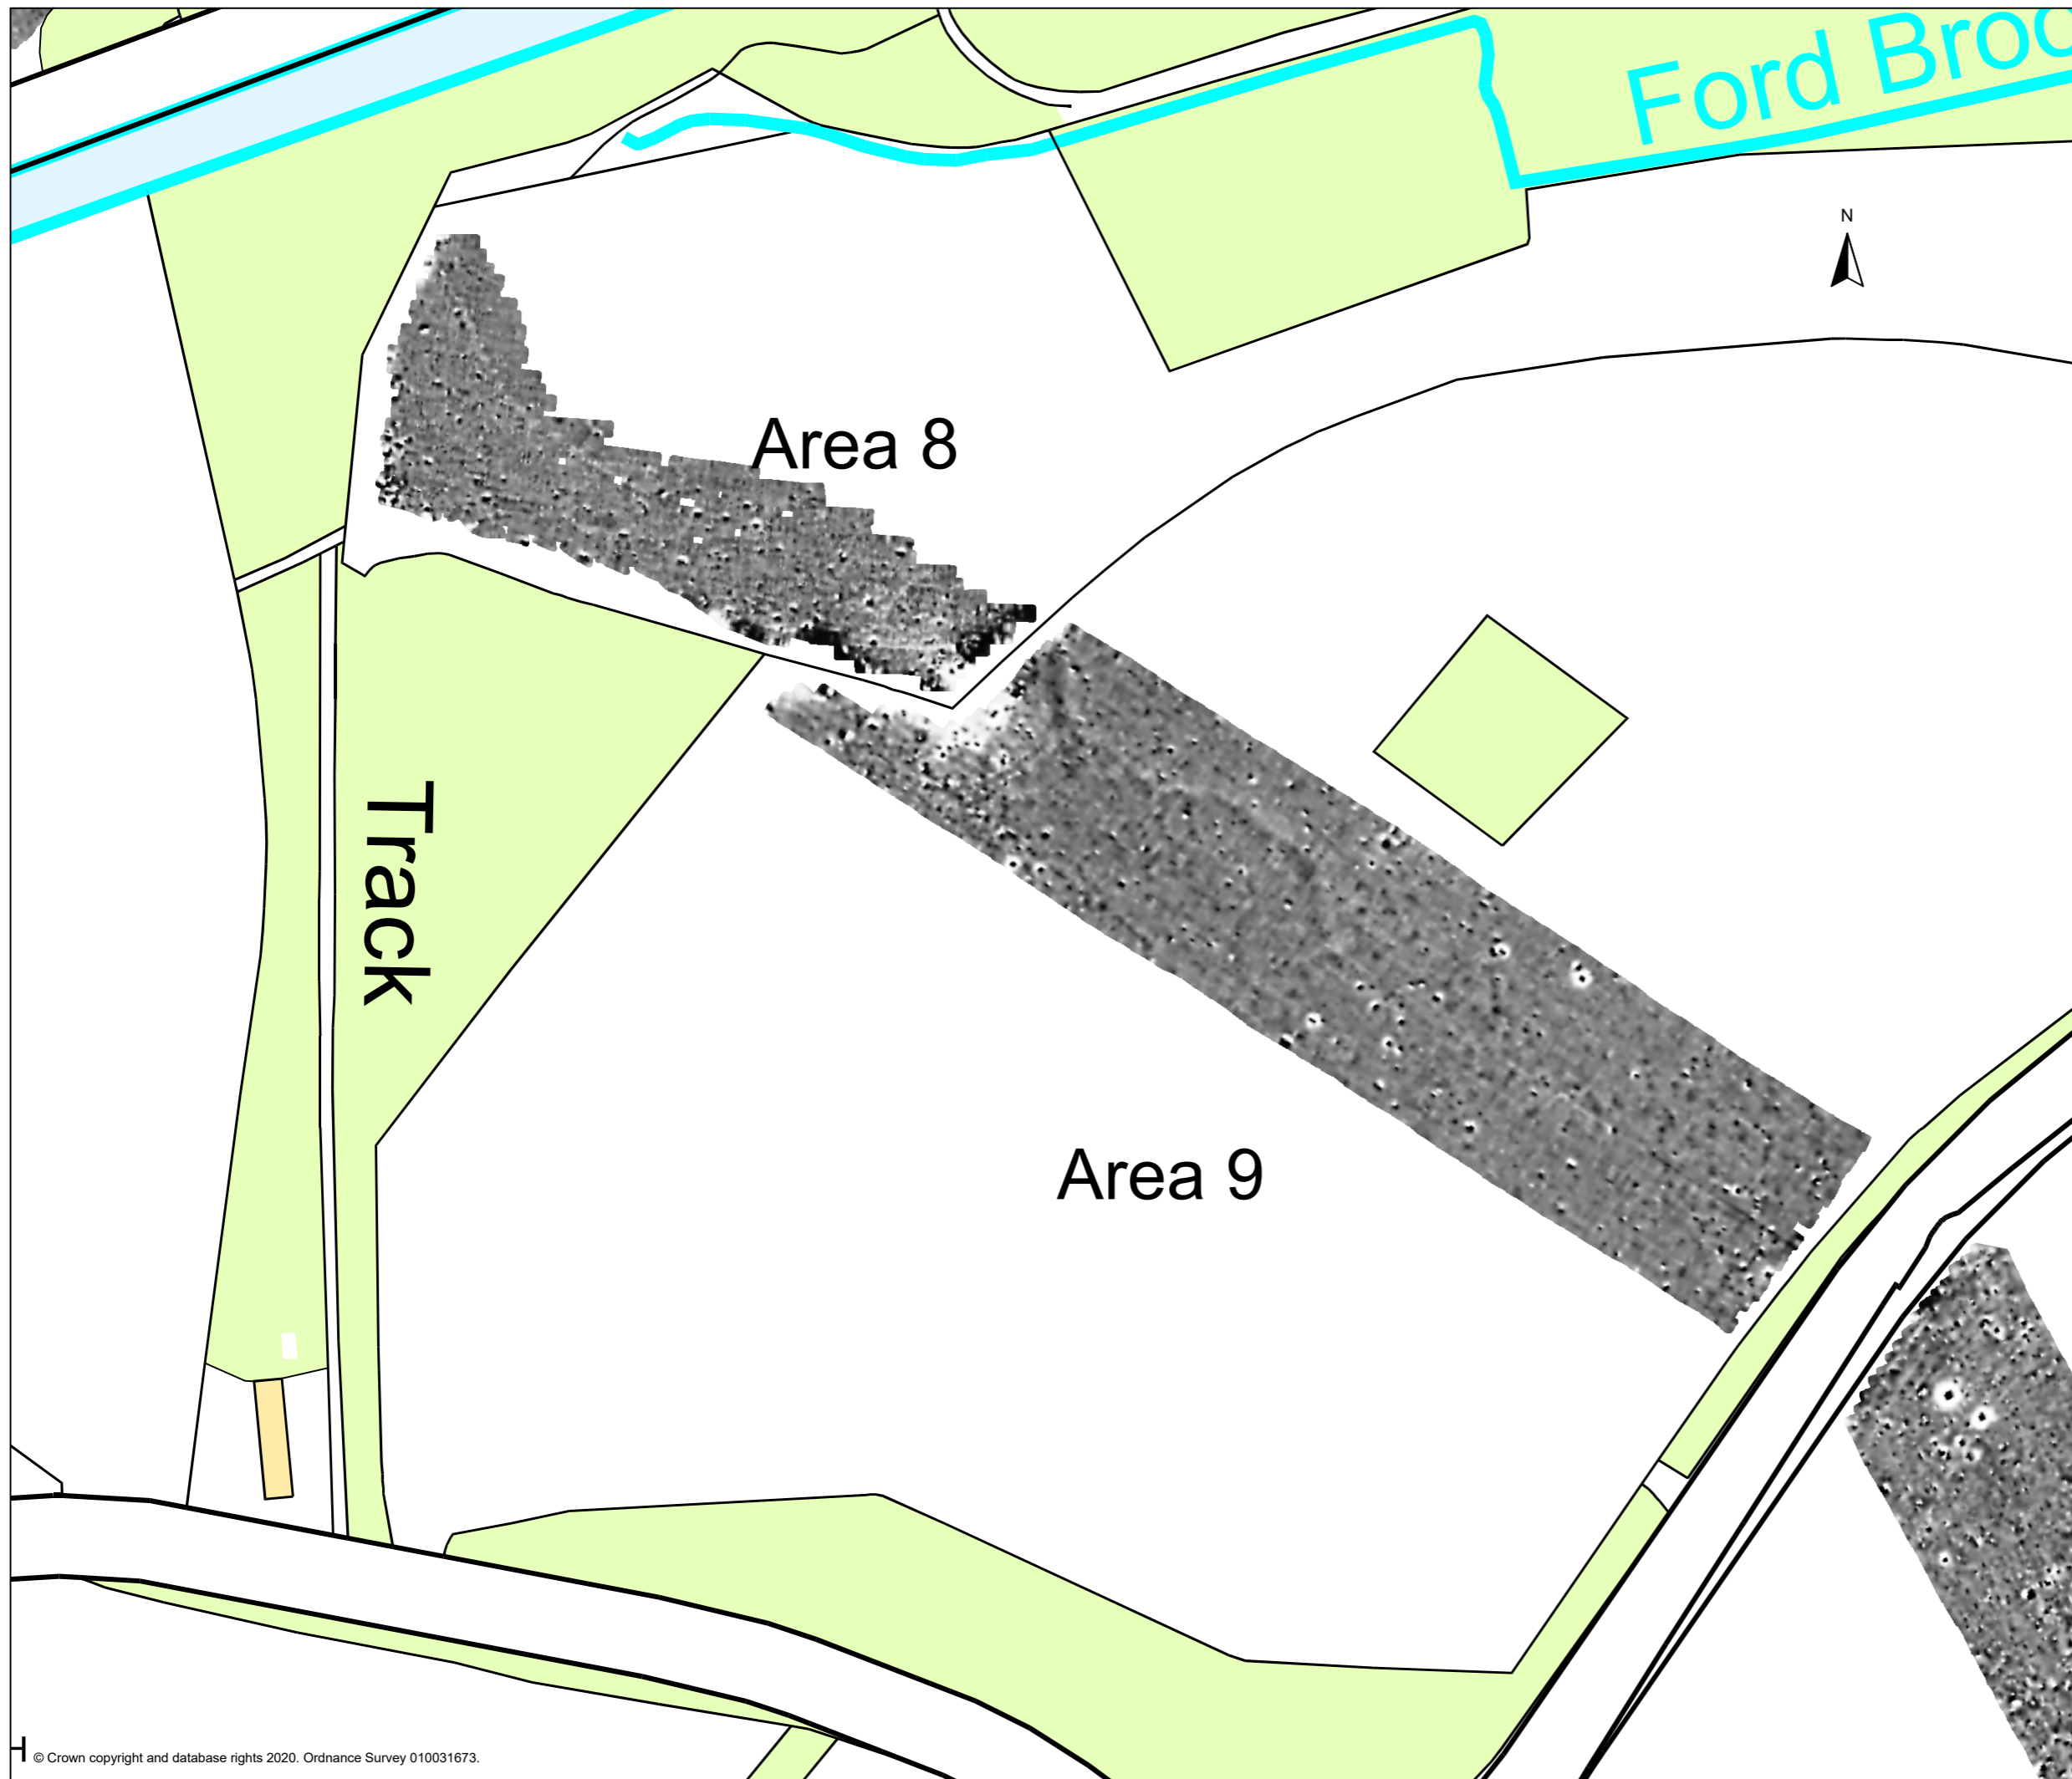 Ford Broo
N
Area 8
Track
Area 9
© Crown copyright and database rights 2020. Ordnance Survey 010031673.